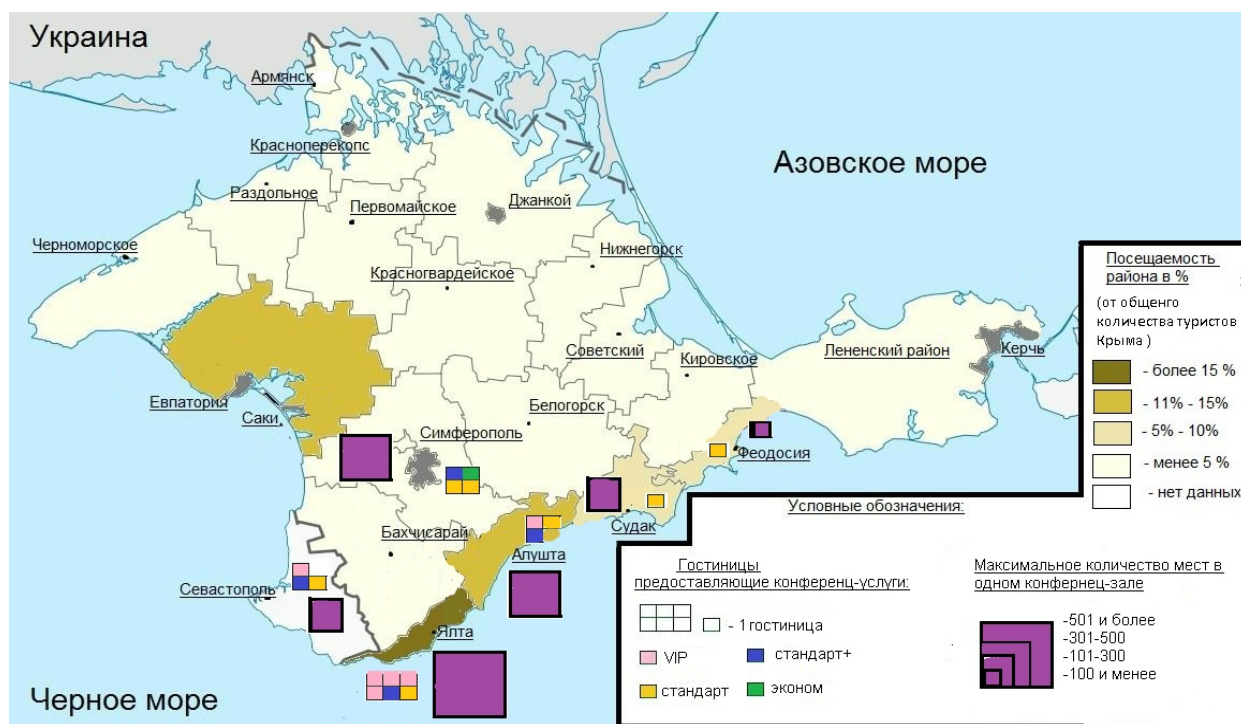 Украина
Армянск
Красноперекопс
Азовское море
Раздольное
Джанкой
Первомайское
Черноморское
Нижнегорск
Красногвардейское
Советский
Кировское
Лененский район
Керчь
Евпатория
Саки
Белогорск
Симферополь
Феодосия
Судак
Бахчисарай
Алушта
Севастополь
Ялта
Черное море
Посещаемость
района в %
(от общенго
количества туристов
Крыма )
- более 15 %
- 11% - 15%
- 5% - 10%
- менее 5 %
- нет данных
Условные обозначения:
Гостиницы
предоставляющие конференц-услуги:
- 1 гостиница
VIP
стандарт+
стандарт
эконом
Максимальное количество мест в
одном конфернец-зале
-501 и более
-301-500
-101-300
-100 и менее